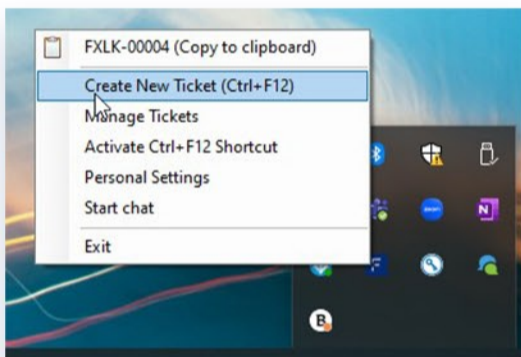 FXLK-00004 (Copy to clipboard)
Create New Ticket (Ctrl+F12)
Manage Tickets
Activate Ctrl+F12 Shortcut
Personal Settings
Start chat
Exit
zoom
N
F
B